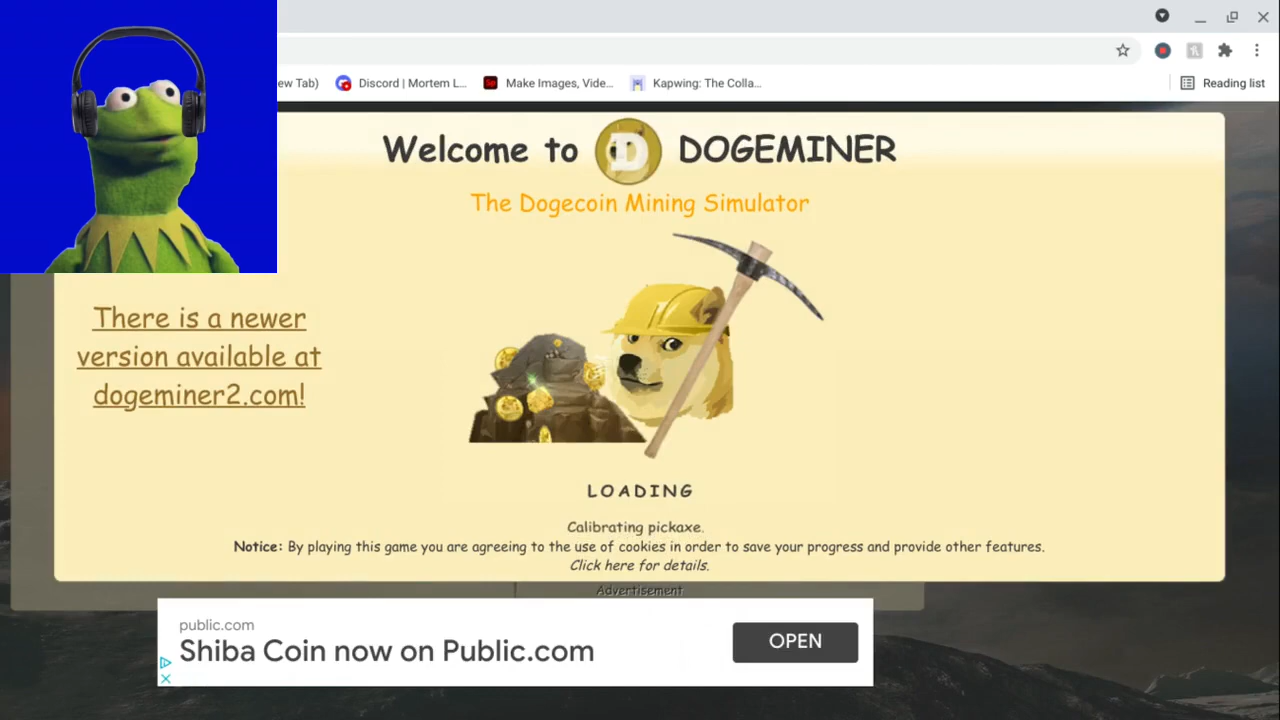 ew Tab)
Discord | Mortem L...
Make Images, Vide...
Kapwing: The Colla...
Reading list
Welcome to DOGEMINER
The Dogecoin Mining Simulator
There is a newer
version available at
dogeminer2.com!
LOADING
Calibrating pickaxe.
Notice: By playing this game you are agreeing to the use of cookies in order to save your progress and provide other features.
Click here for details.
Advertisement
public.com
Shiba Coin now on Public.com
OPEN